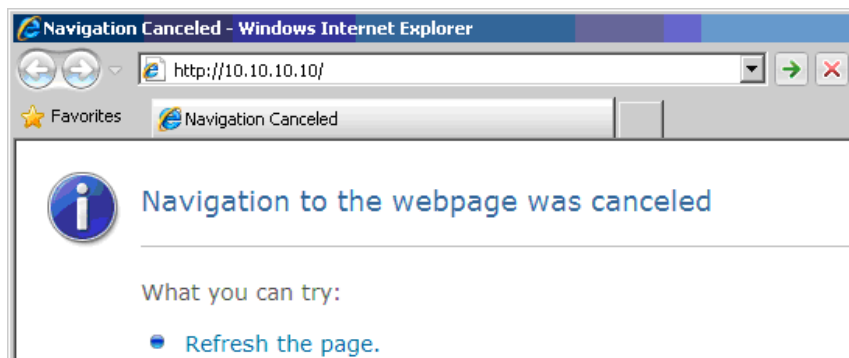 Navigation Canceled - Windows Internet Explorer
http://10.10.10.10/
Favorites
Navigation Canceled
Navigation to the webpage was canceled
What you can try:
Refresh the page.